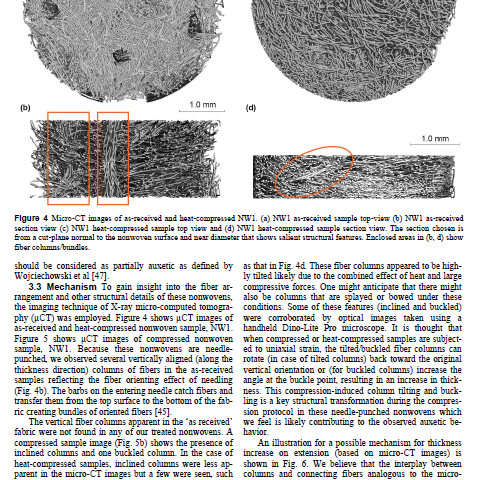 (b)
1.0 mm
(d)
1.0 mm
Figure 4 Micro-CT images of as-received and heat-compressed NW1. (a) NW1 as-received sample top-view (b) NW1 as-received
section view (c) NW1 heat-compressed sample top view and (d) NW1 heat-compressed sample section view. The section chosen is
from a cut-plane normal to the nonwoven surface and near diameter that shows salient structural features. Enclosed areas in (b, d) show
fiber columns/bundles.
should be considered as partially auxetic as defined by
Wojciechowski et al [47].
3.3 Mechanism To gain insight into the fiber ar-
rangement and other structural details of these nonwovens,
the imaging technique of X-ray micro-computed tomogra-
phy (μCT) was employed. Figure 4 shows μCT images of
as-received and heat-compressed nonwoven sample, NW1.
Figure 5 shows μCT images of compressed nonwoven
sample, NW1. Because these nonwovens are needle-
punched, we observed several vertically aligned (along the
thickness direction) columns of fibers in the as-received
samples reflecting the fiber orienting effect of needling
(Fig. 4b). The barbs on the entering needle catch fibers and
transfer them from the top surface to the bottom of the fab-
ric creating bundles of oriented fibers [45].
The vertical fiber columns apparent in the 'as received'
fabric were not found in any of our treated nonwovens. A
compressed sample image (Fig. 5b) shows the presence of
inclined columns and one buckled column. In the case of
heat-compressed samples, inclined columns were less ap-
parent in the micro-CT images but a few were seen, such
as that in Fig. 4d. These fiber columns appeared to be high-
ly tilted likely due to the combined effect of heat and large
compressive forces. One might anticipate that there might
also be columns that are splayed or bowed under these
conditions. Some of these features (inclined and buckled)
were corroborated by optical images taken using a
handheld Dino-Lite Pro microscope. It is thought that
when compressed or heat-compressed samples are subject-
ed to uniaxial strain, the tilted/buckled fiber columns can
rotate (in case of tilted columns) back toward the original
vertical orientation or (for buckled columns) increase the
angle at the buckle point, resulting in an increase in thick-
ness. This compression-induced column tilting and buck-
ling is a key structural transformation during the compres-
sion protocol in these needle-punched nonwovens which
we feel is likely contributing to the observed auxetic be-
havior.
An illustration for a possible mechanism for thickness
increase on extension (based on micro-CT images) is
shown in Fig. 6. We believe that the interplay between
columns and connecting fibers analogous to the micro-